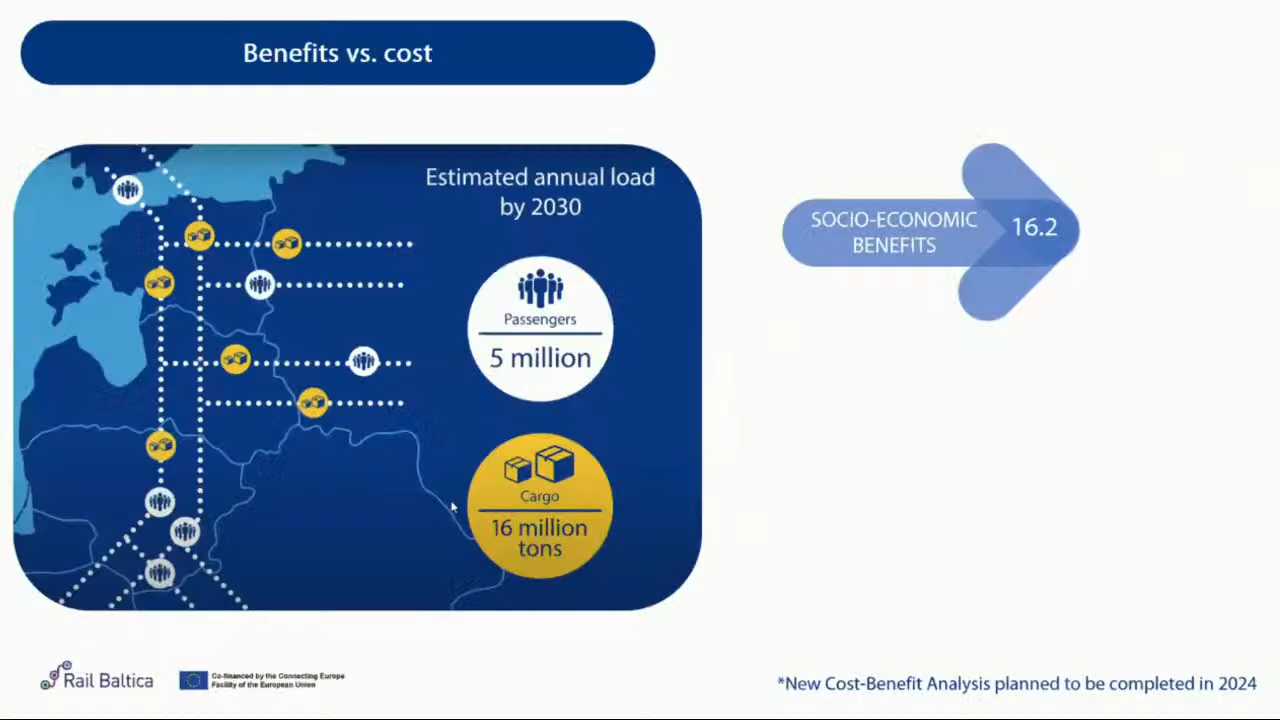 Benefits vs. cost
Estimated annual load
by 2030
Passengers
5 million
Cargo
16 million
tons
SOCIO-ECONOMIC
BENEFITS
16.2
Rail Baltica
Co-financed by the Connecting Europe
Facility of the European Union
*New Cost-Benefit Analysis planned to be completed in 2024